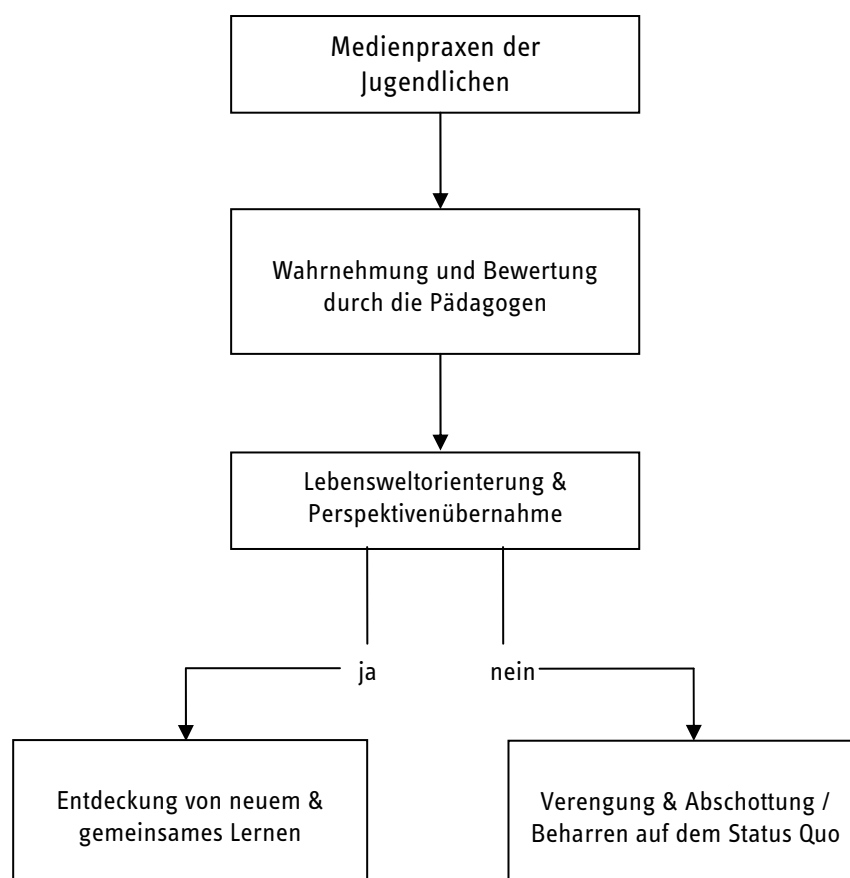 Medienpraxen der
Jugendlichen
Wahrnehmung und Bewertung
durch die Pädagogen
Lebensweltorienterung &
Perspektivenübernahme
ja
nein
Entdeckung von neuem &
gemeinsames Lernen
Verengung & Abschottung /
Beharren auf dem Status Quo